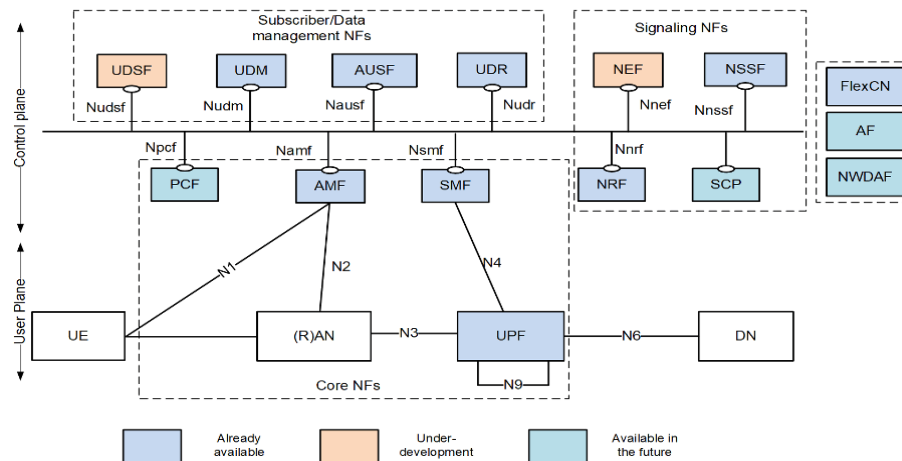 Subscriber/Data
management NFs
Signaling NFs
UDSF
UDM
AUSF
UDR
NEF
NSSF
FlexCN
Nudsf
Nudm
Nausf
Nudr
Nnef
Nnssf
Control plane
AF
Npcf
Namf
Nsmf
Nnrf
PCF
AMF
SMF
NRF
SCP
NWDAF
N1
N2
N4
User Plane
UE
(R)AN
N3
UPF
N6
DN
N9
Core NFs
Already
available
Under-
development
Available in
the future